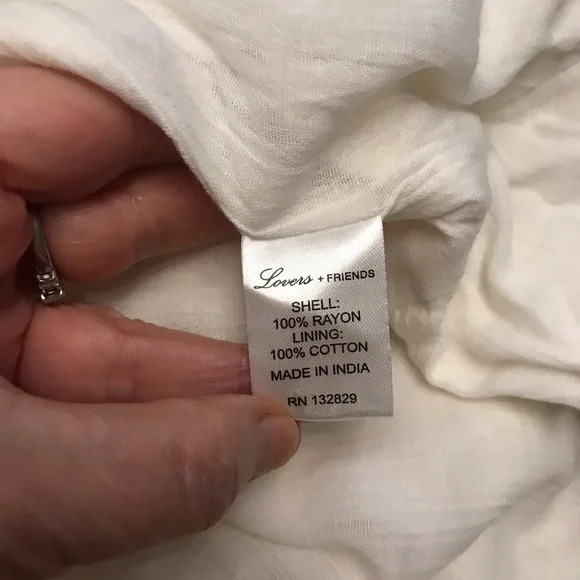 Lovers + FRIENDS
SHELL:
100% RAYON
LINING:
100% COTTON
MADE IN INDIA
RN 132829